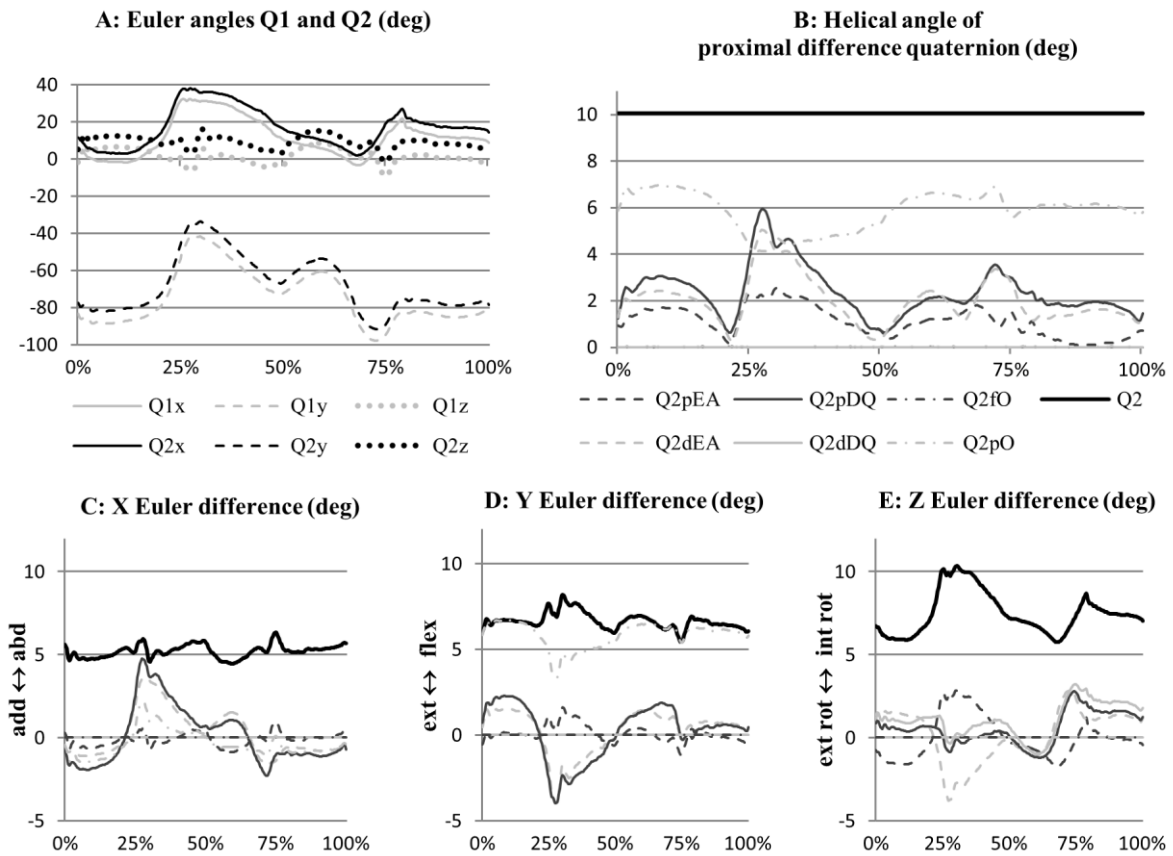 A: Euler angles Q1 and Q2 (deg)
40
20
0
-20
-40
-60
-80
-100
0% 25% 50% 75% 100%
Q1x Q1y Q1z
Q2x Q2y Q2z
B: Helical angle of
proximal difference quaternion (deg)
10
8
6
4
2
0
0% 25% 50% 75% 100%
Q2pEA Q2pDQ Q2fO Q2
Q2dEA Q2dDQ Q2pO
C: X Euler difference (deg)
add ↔ abd
10
5
0
-5
0% 25% 50% 75% 100%
D: Y Euler difference (deg)
ext ↔ flex
10
5
0
-5
0% 25% 50% 75% 100%
E: Z Euler difference (deg)
ext rot ↔ int rot
10
5
0
-5
0% 25% 50% 75% 100%